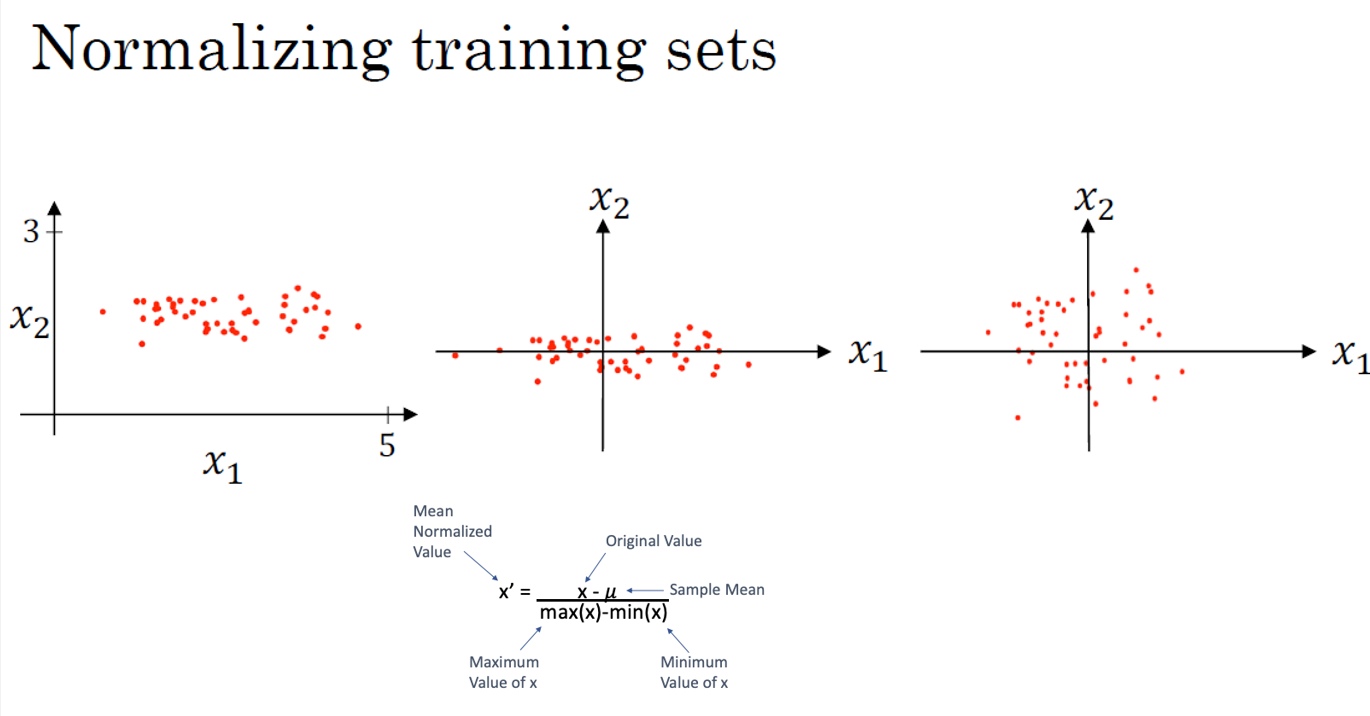 Normalizing training sets
3
x₂
5
x₁
x₂
x₁
x₂
x₁
Mean
Normalized
Value
Original Value
x' =
x - μ
Sample Mean
max(x)-min(x)
Maximum
Value of x
Minimum
Value of x